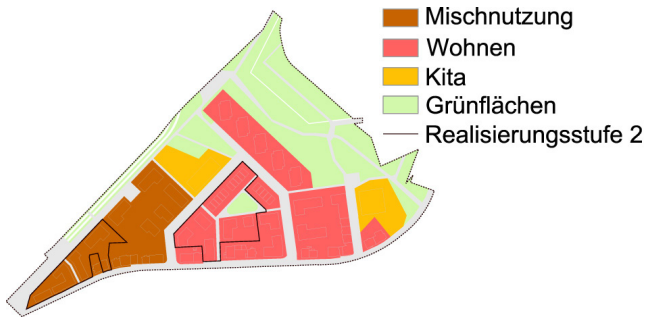 Mischnutzung
Wohnen
Kita
Grünflächen
Realisierungsstufe 2